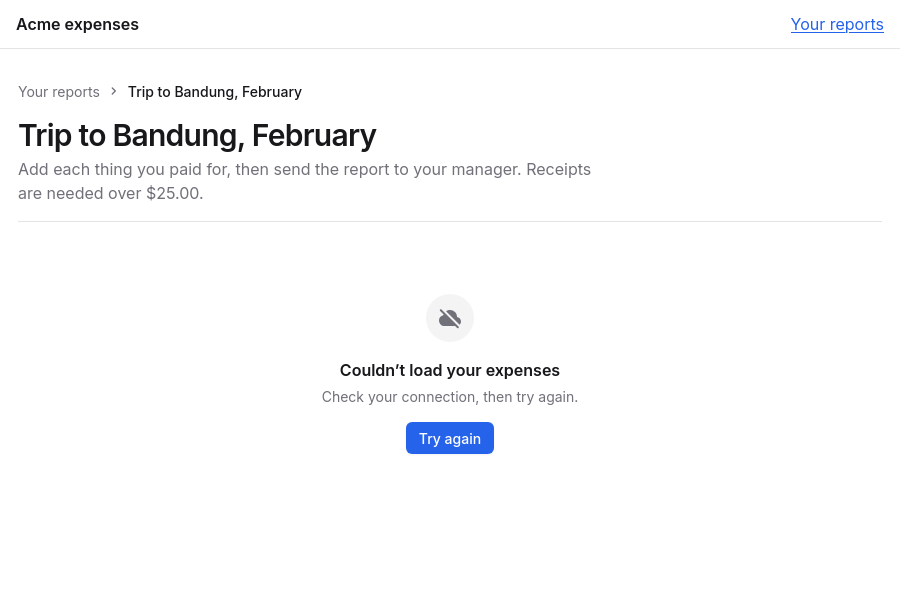 Acme expenses
Your reports
Your reports
Trip to Bandung, February
Trip to Bandung, February
Add each thing you paid for, then send the report to your manager. Receipts
are needed over $25.00.
Couldn’t load your expenses
Check your connection, then try again.
Try again